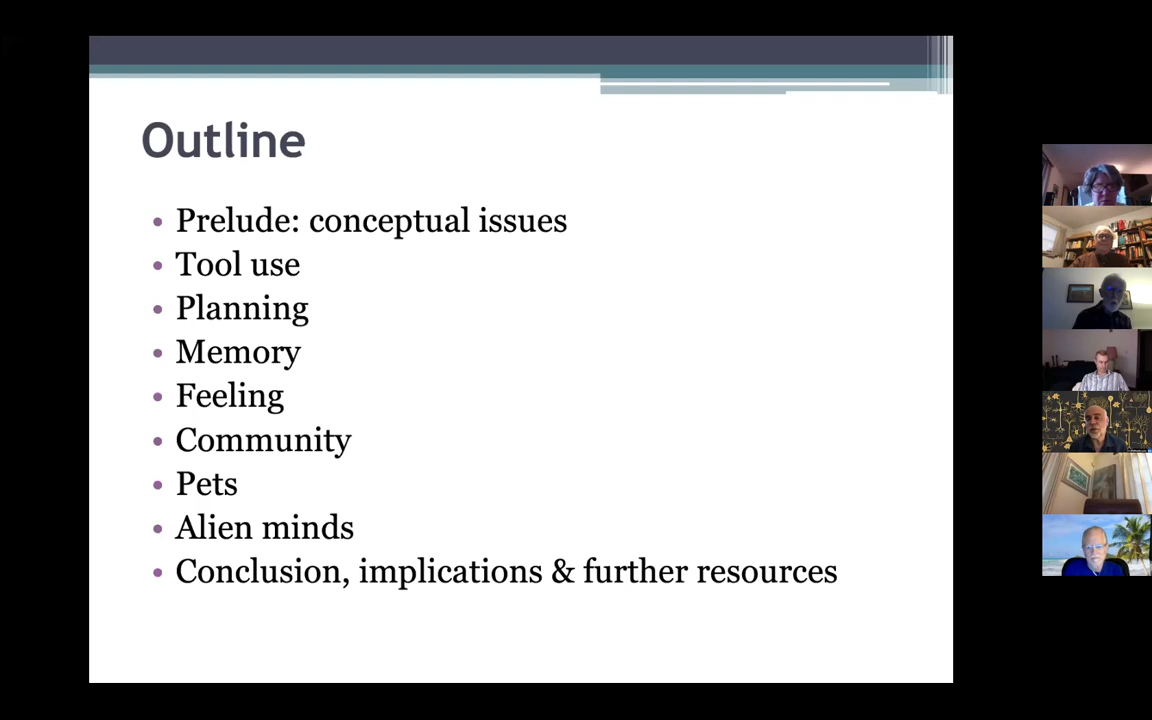 Outline
• Prelude: conceptual issues
• Tool use
• Planning
• Memory
• Feeling
• Community
• Pets
• Alien minds
• Conclusion, implications & further resources